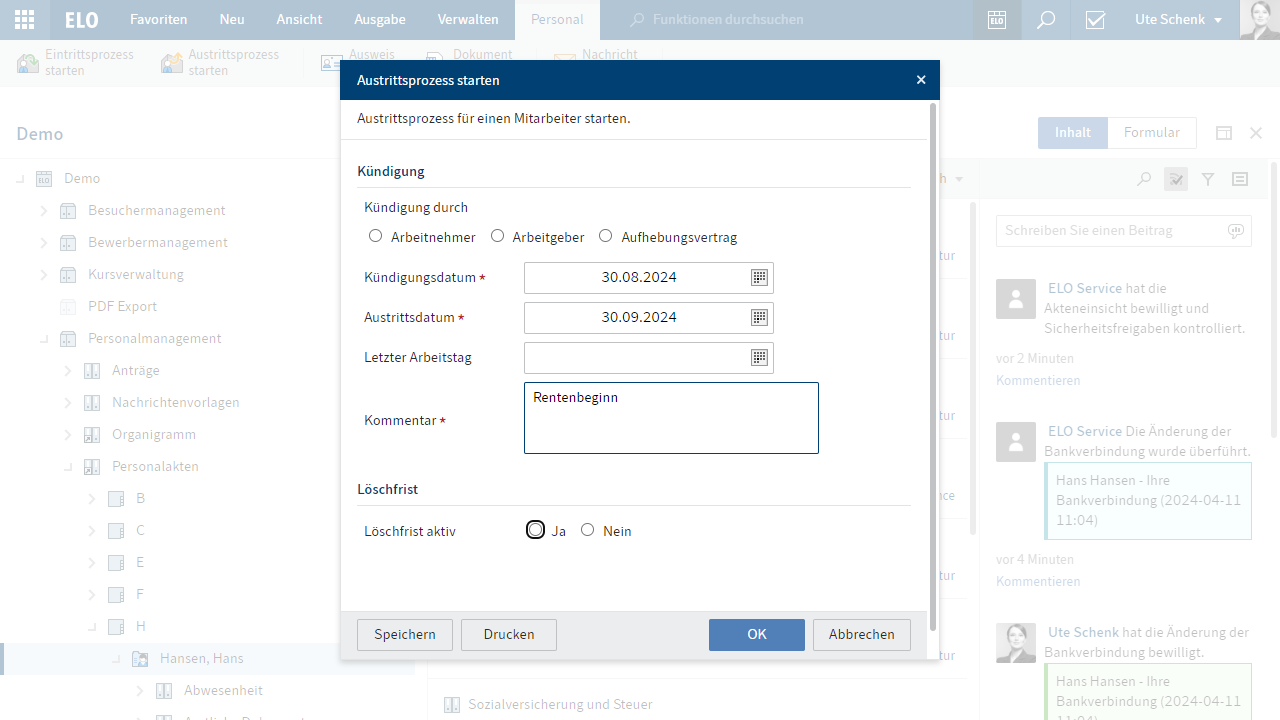 ELO
Favoriten
Neu
Ansicht
Ausgabe
Verwalten
Personal
Funktionen durchsuchen
ELO
Ute Schenk
Eintrittsprozess
starten
Austrittsprozess
starten
Ausweis
Dokument
Nachricht
Austrittsprozess starten
Austrittsprozess für einen Mitarbeiter starten.
Kündigung
Kündigung durch
Arbeitnehmer
Arbeitgeber
Aufhebungsvertrag
Kündigungsdatum *
30.08.2024
Austrittsdatum *
30.09.2024
Letzter Arbeitstag
Kommentar *
Rentenbeginn
Löschfrist
Löschfrist aktiv
Ja
Nein
Speichern
Drucken
OK
Abbrechen
Demo
Demo
Besuchermanagement
Bewerbermanagement
Kursverwaltung
PDF Export
Personalmanagement
Anträge
Nachrichtenvorlagen
Organigramm
Personalakten
B
C
E
F
H
Hansen, Hans
Abwesenheit
Sozialversicherung und Steuer
Inhalt
Formular
Schreiben Sie einen Beitrag
ELO Service hat die
Akteneinsicht bewilligt und
Sicherheitsfreigaben kontrolliert.
vor 2 Minuten
Kommentieren
ELO Service Die Änderung der
Bankverbindung wurde überführt.
Hans Hansen - Ihre
Bankverbindung (2024-04-11
11:04)
vor 4 Minuten
Kommentieren
Ute Schenk hat die Änderung der
Bankverbindung bewilligt.
Hans Hansen - Ihre
Bankverbindung (2024-04-11
11:04)